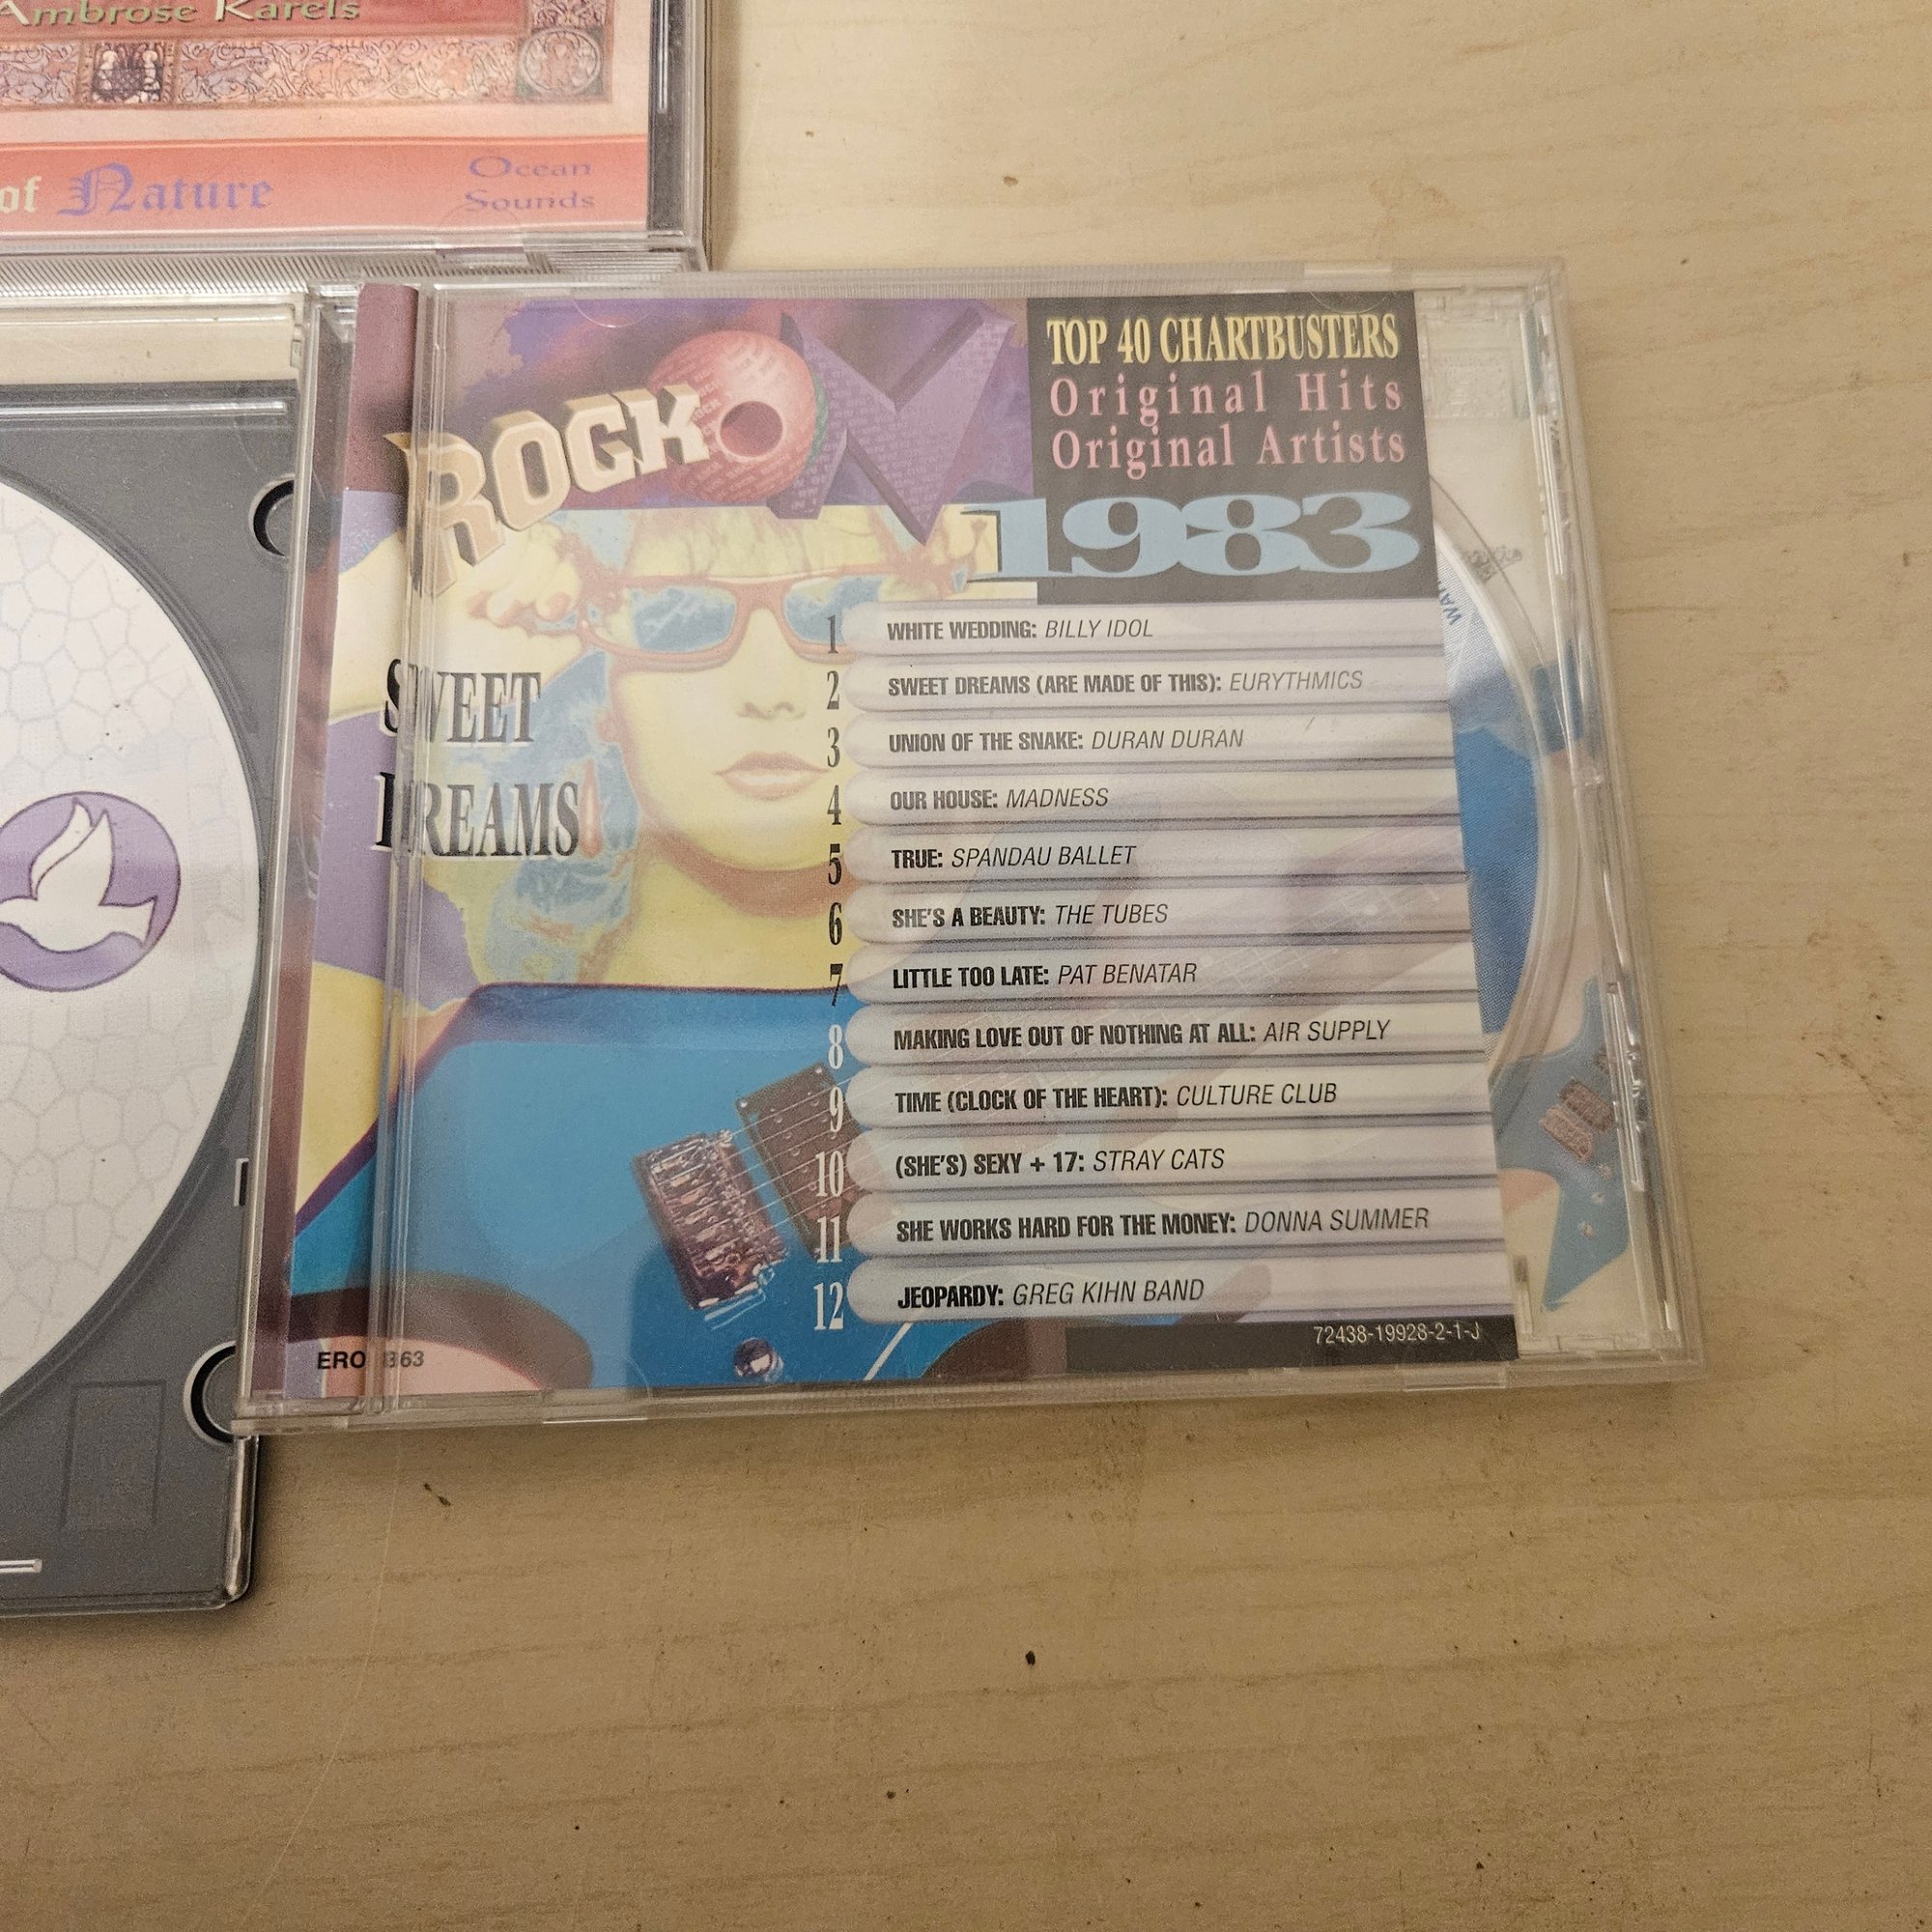 Ambrose Karels
of Nature
Ocean
Sounds
ROCK ON
TOP 40 CHARTBUSTERS
Original Hits
Original Artists
1983
SWEET
DREAMS
1 WHITE WEDDING: BILLY IDOL
2 SWEET DREAMS (ARE MADE OF THIS): EURYTHMICS
3 UNION OF THE SNAKE: DURAN DURAN
4 OUR HOUSE: MADNESS
5 TRUE: SPANDAU BALLET
6 SHE'S A BEAUTY: THE TUBES
7 LITTLE TOO LATE: PAT BENATAR
8 MAKING LOVE OUT OF NOTHING AT ALL: AIR SUPPLY
9 TIME (CLOCK OF THE HEART): CULTURE CLUB
10 (SHE'S) SEXY + 17: STRAY CATS
11 SHE WORKS HARD FOR THE MONEY: DONNA SUMMER
12 JEOPARDY: GREG KIHN BAND
72438-19928-2-1-J
ERO 363